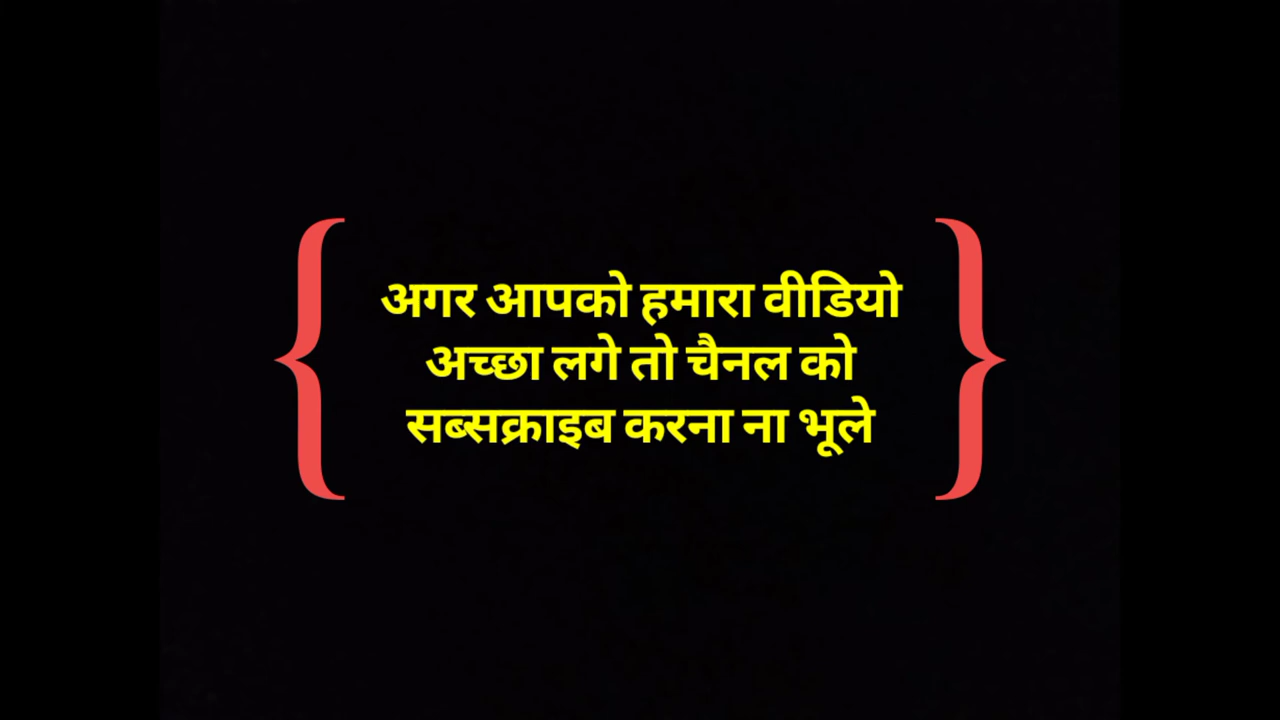 अगर आपको हमारा वीडियो
अच्छा लगे तो चैनल को
सब्सक्राइब करना ना भूले